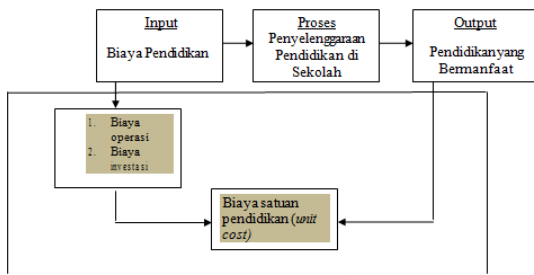 Input
Biaya Pendidikan
Proses
Penyelenggaraan
Pendidikan di
Sekolah
Output
Pendidikanyang
Bermanfaat
1. Biaya
operasi
2. Biaya
investasi
Biaya satuan
pendidikan (unit
cost)